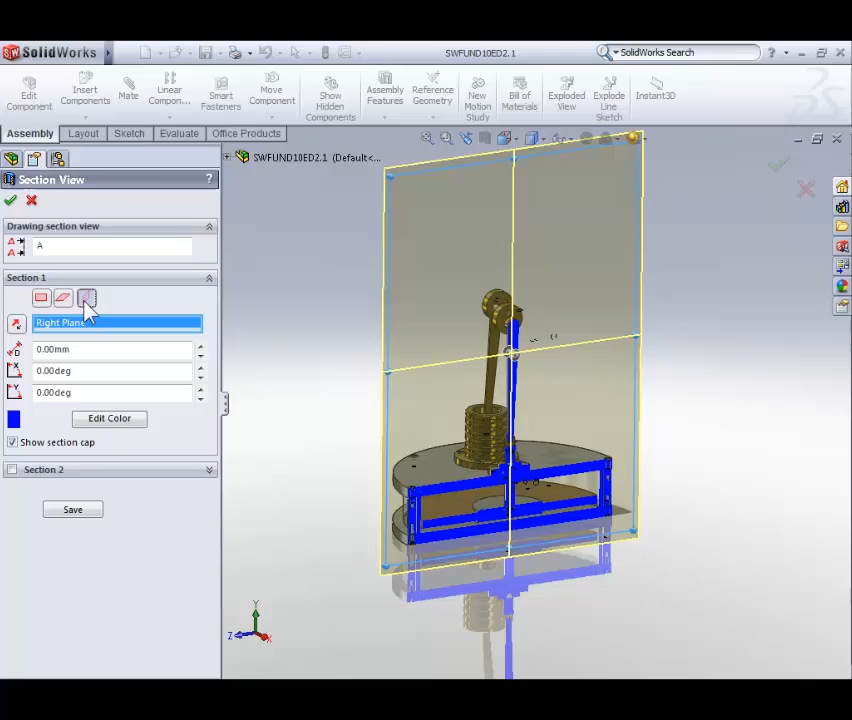 SolidWorks
SWFUND10ED2.1
SolidWorks Search
Edit Component
Insert Components
Mate
Linear Compon...
Smart Fasteners
Move Component
Show Hidden Components
Assembly Features
Reference Geometry
New Motion Study
Bill of Materials
Exploded View
Explode Line Sketch
Instant3D
Assembly
Layout
Sketch
Evaluate
Office Products
SWFUND10ED2.1 (Default<...
Section View
?
Drawing section view
A
Section 1
Right Plane
0.00mm
0.00deg
0.00deg
Edit Color
Show section cap
Section 2
Save
Y
Z
X